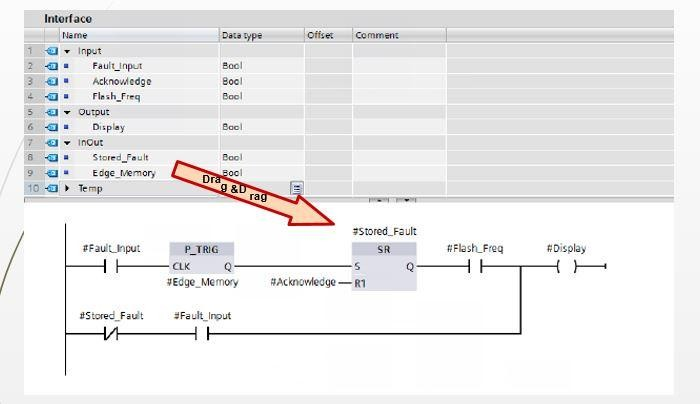 Interface
Name Data type Offset Comment
1 Input
2 Fault_Input Bool
3 Acknowledge Bool
4 Flash_Freq Bool
5 Output
6 Display Bool
7 InOut
8 Stored_Fault Bool
9 Edge_Memory Bool
10 Temp
Dra
g &D
rag
#Stored_Fault
#Fault_Input P_TRIG SR #Flash_Freq #Display
CLK Q S Q
#Edge_Memory #Acknowledge R1
#Stored_Fault #Fault_Input